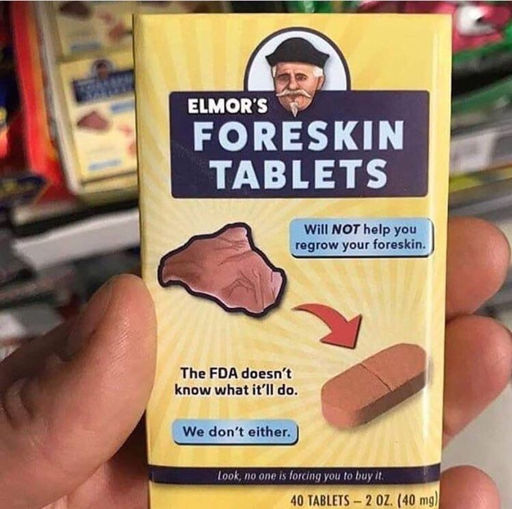 ELMOR'S
FORESKIN
TABLETS
Will NOT help you
regrow your foreskin.
The FDA doesn't
know what it'll do.
We don't either.
Look, no one is forcing you to buy it.
40 TABLETS – 2 OZ. (40 mg)